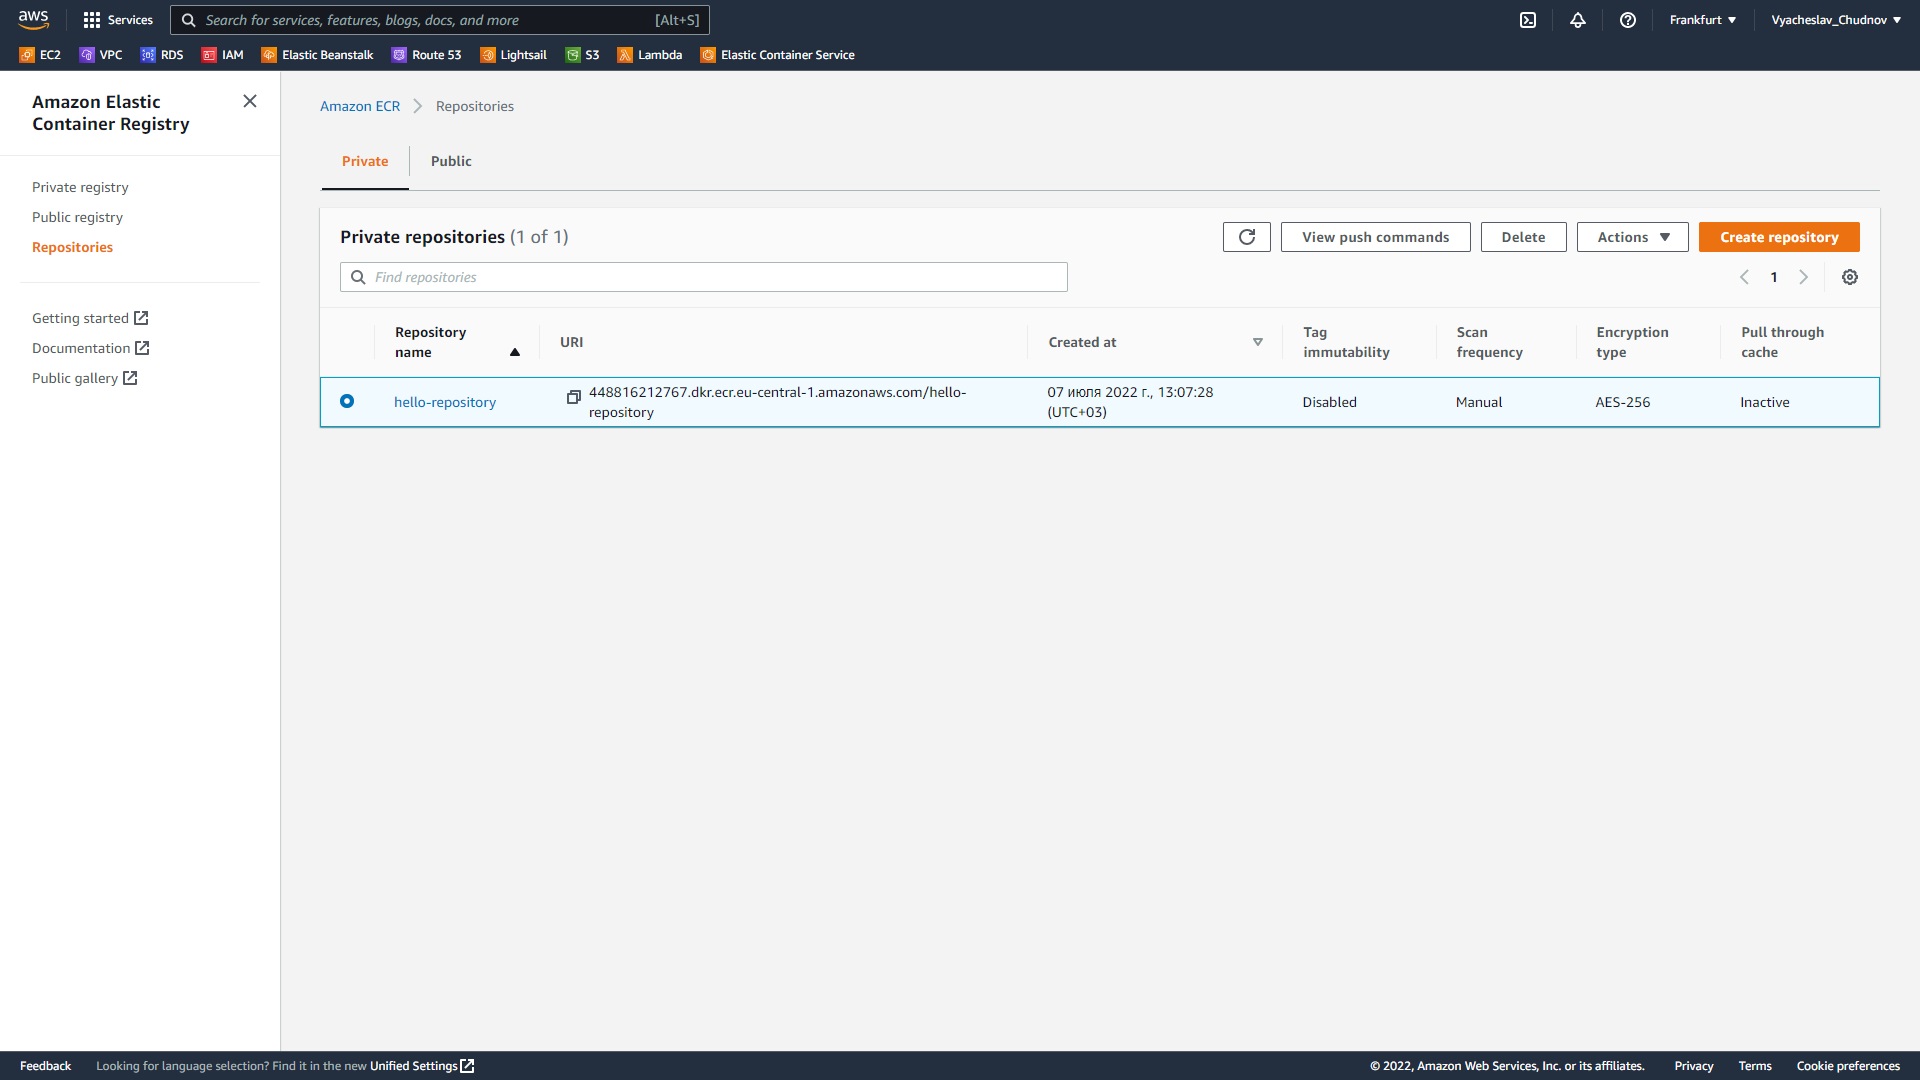 aws
Services
Search for services, features, blogs, docs, and more [Alt+S]
Frankfurt
Vyacheslav_Chudnov
EC2 VPC RDS IAM Elastic Beanstalk Route 53 Lightsail S3 Lambda Elastic Container Service
Amazon Elastic
Container Registry
Private registry
Public registry
Repositories
Getting started
Documentation
Public gallery
Amazon ECR Repositories
Private Public
Private repositories (1 of 1)
View push commands
Delete
Actions
Create repository
Find repositories
1
Repository
name
URI
Created at
Tag
immutability
Scan
frequency
Encryption
type
Pull through
cache
hello-repository
448816212767.dkr.ecr.eu-central-1.amazonaws.com/hello-
repository
07 июля 2022 г., 13:07:28
(UTC+03)
Disabled
Manual
AES-256
Inactive
Feedback
Looking for language selection? Find it in the new Unified Settings
© 2022, Amazon Web Services, Inc. or its affiliates.
Privacy
Terms
Cookie preferences